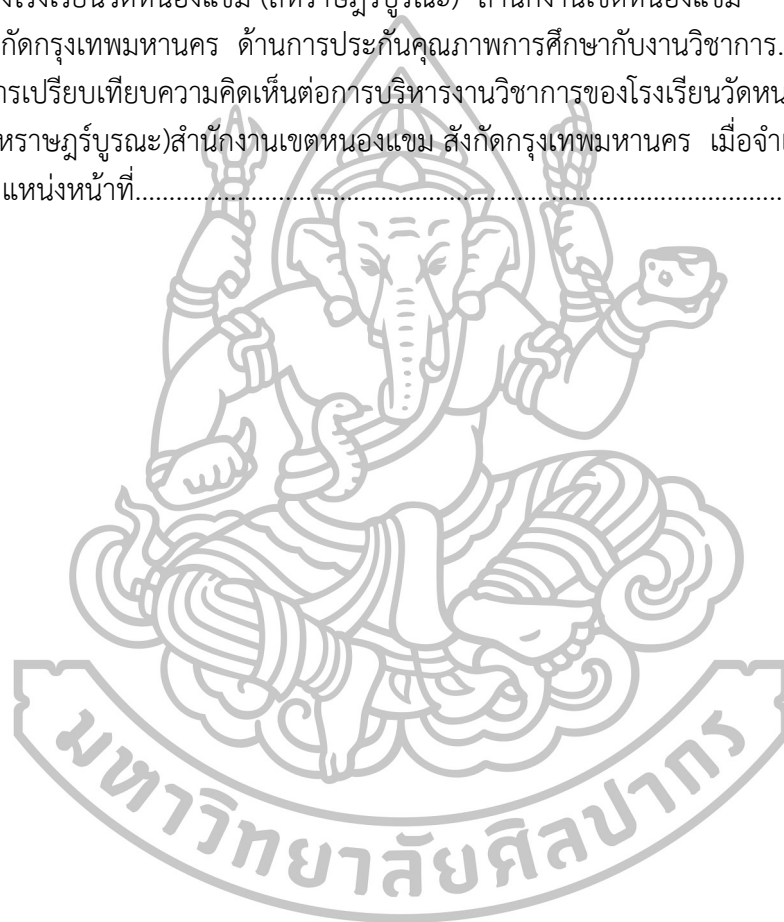 กัดกรุงเทพมหานคร ด้านการประกันคุณภาพการศึกษากับงานวิชาการ.
ารเปรียบเทียบความคิดเห็นต่อการบริหารงานวิชาการของโรงเรียนวัดหน
หราษฎร์บูรณะ)สำนักงานเขตหนองแขม สังกัดกรุงเทพมหานคร เมื่อจำเ
แหน่งหน้าที่................................................................................................
มหาวิทยาลัยศิลปากร